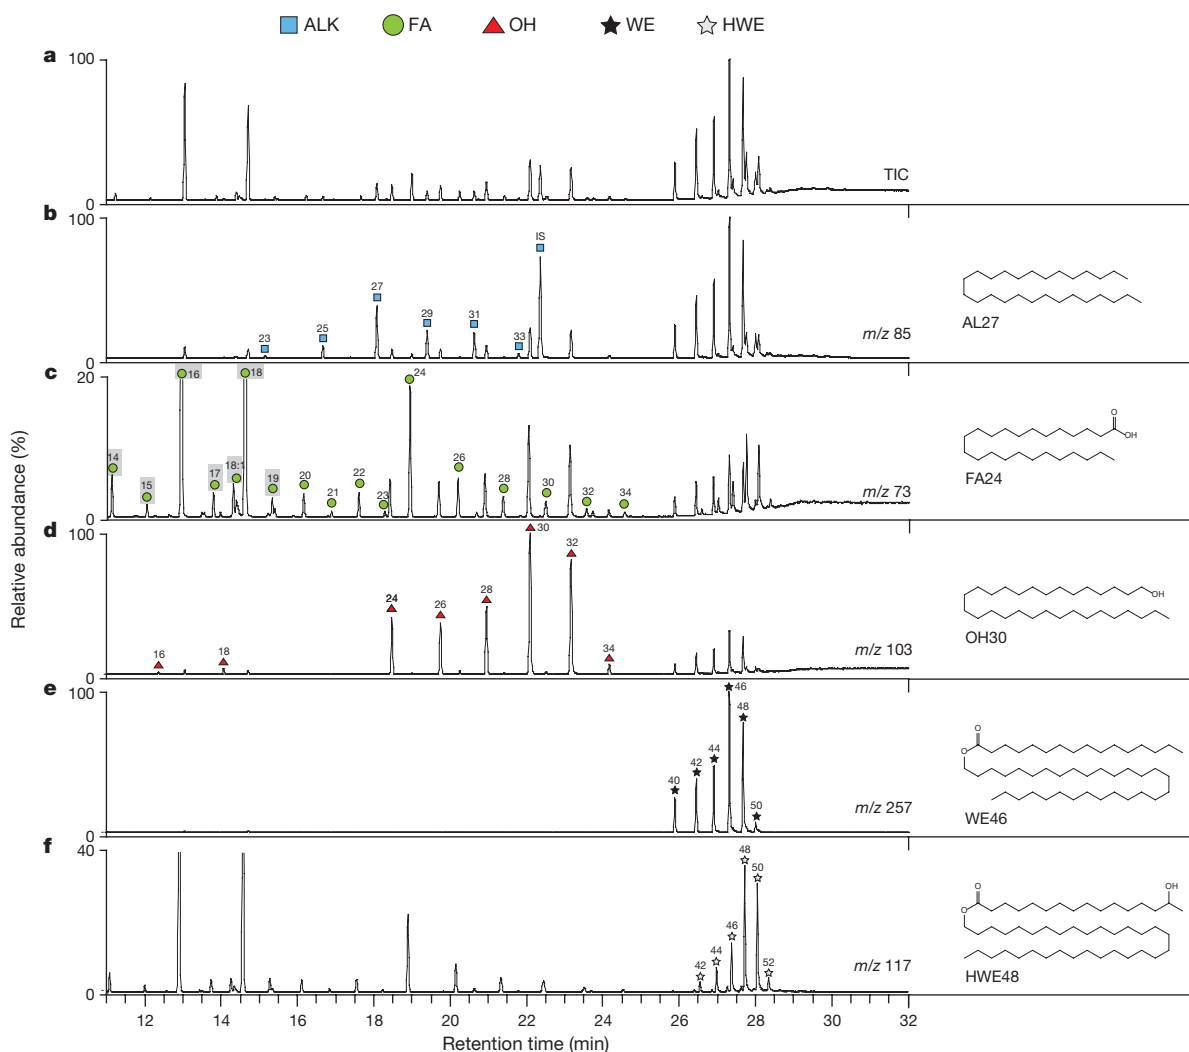 ALK FA OH WE HWE
a
100
TIC
0
b
100
IS
27
29
31
25
33
23
m/z 85
0
AL27
c
20
16
18
24
14
15
17
18:1
19
20
21
22
23
26
28
30
32
34
m/z 73
0
O
OH
FA24
d
100
30
32
24
26
28
16
18
34
m/z 103
0
OH
OH30
e
100
46
48
44
42
40
50
m/z 257
0
O
O
WE46
f
40
48
50
46
44
42
52
m/z 117
0
O
O
OH
HWE48
12 14 16 18 20 22 24 26 28 30 32
Retention time (min)
Relative abundance (%)